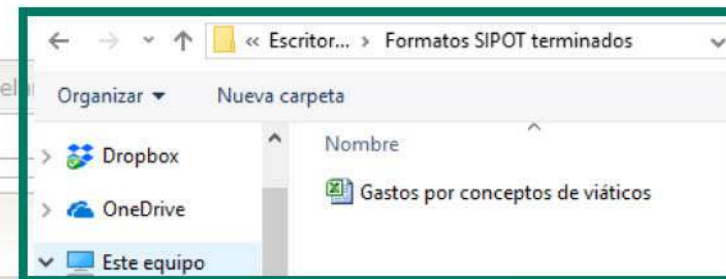 « Escritor... > Formatos SIPOT terminados
Organizar Nueva carpeta
Dropbox
OneDrive
Este equipo
Nombre
Gastos por conceptos de viáticos